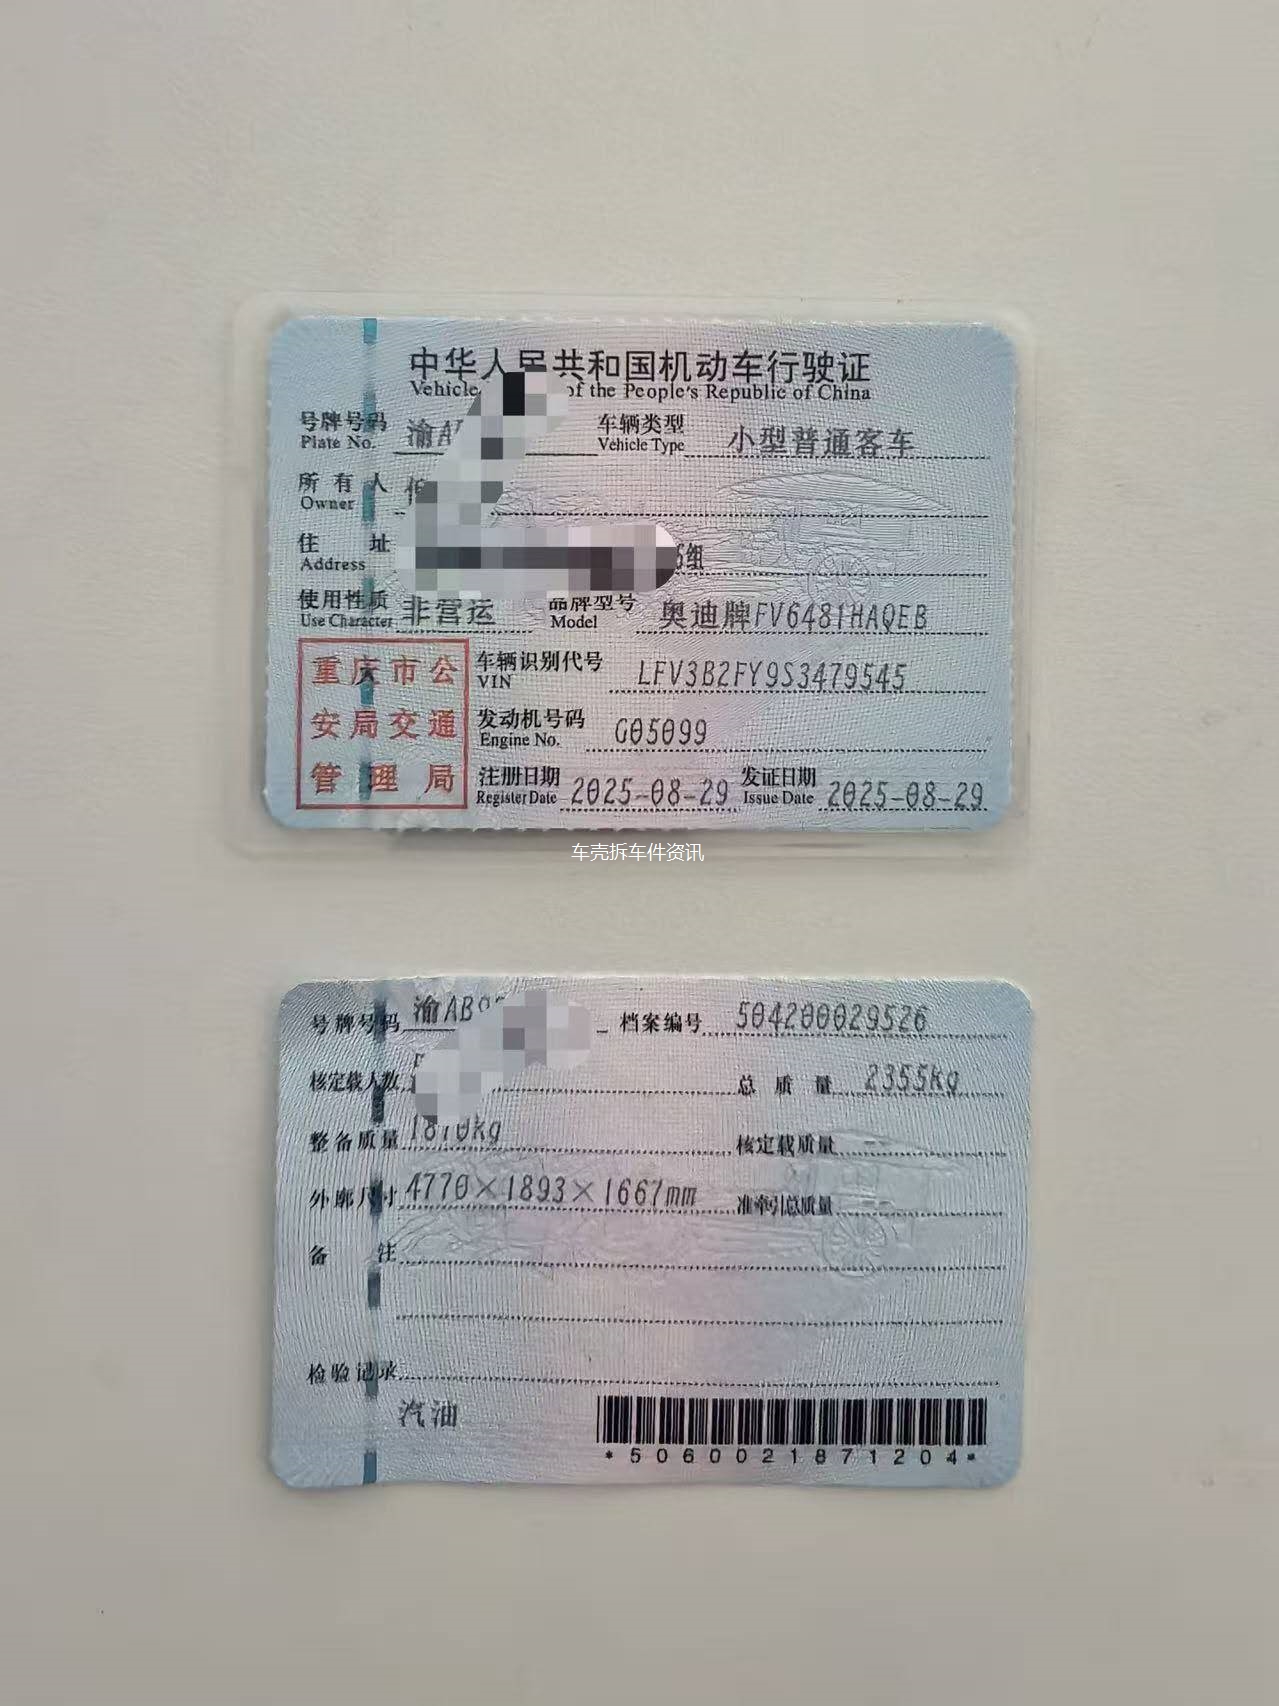 中华人民共和国机动车行驶证
Vehicle of the People's Republic of China
号牌号码 渝A 车辆类型 小型普通客车
Plate No. Vehicle Type
所有人
Owner
住址 组
Address
使用性质 非营运 品牌型号 奥迪牌FV6481HAQEB
Use Character Model
重庆市公
安局交通
管理局
车辆识别代号 LFV3B2FY9S3479545
VIN
发动机号码 G05099
Engine No.
注册日期 2025-08-29 发证日期 2025-08-29
Register Date Issue Date
车壳拆车件资讯
号牌号码 渝AB 档案编号 504200029526
核定载人数 总质量 2355kg
整备质量 kg 核定载质量 --
外廓尺寸 4770×1893×1667mm 准牵引总质量
备注
检验记录
汽油
*5060021871204*